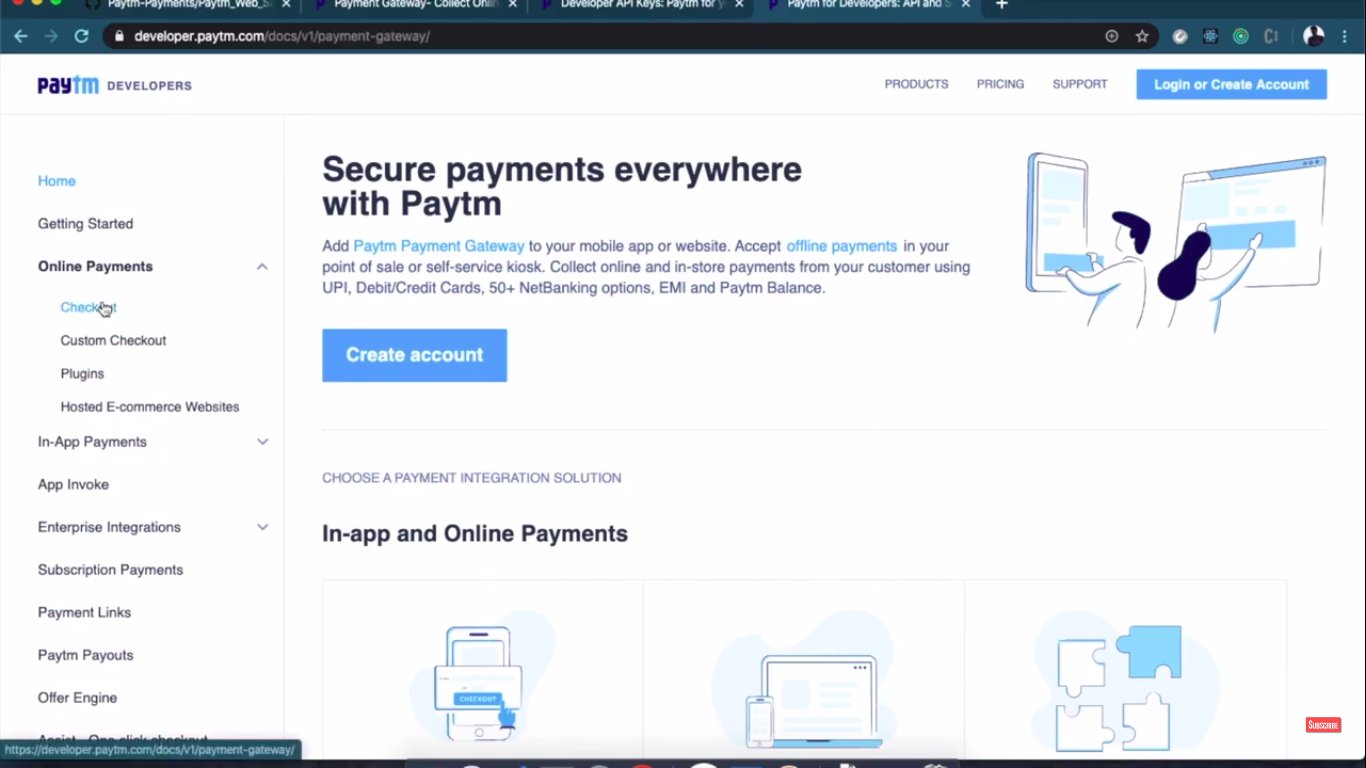 Paytm-Payments/Paytm_Web_S
Payment Gateway- Collect Onlin
Developer API Keys: Paytm for y
Paytm for Developers: API and S
developer.paytm.com/docs/v1/payment-gateway/
paytm DEVELOPERS
PRODUCTS
PRICING
SUPPORT
Login or Create Account
Home
Getting Started
Online Payments
Checkout
Custom Checkout
Plugins
Hosted E-commerce Websites
In-App Payments
App Invoke
Enterprise Integrations
Subscription Payments
Payment Links
Paytm Payouts
Offer Engine
Assist - One click checkout
https://developer.paytm.com/docs/v1/payment-gateway/
Secure payments everywhere
with Paytm
Add Paytm Payment Gateway to your mobile app or website. Accept offline payments in your
point of sale or self-service kiosk. Collect online and in-store payments from your customer using
UPI, Debit/Credit Cards, 50+ NetBanking options, EMI and Paytm Balance.
Create account
CHOOSE A PAYMENT INTEGRATION SOLUTION
In-app and Online Payments
CHECKOUT
SUBSCRIBE